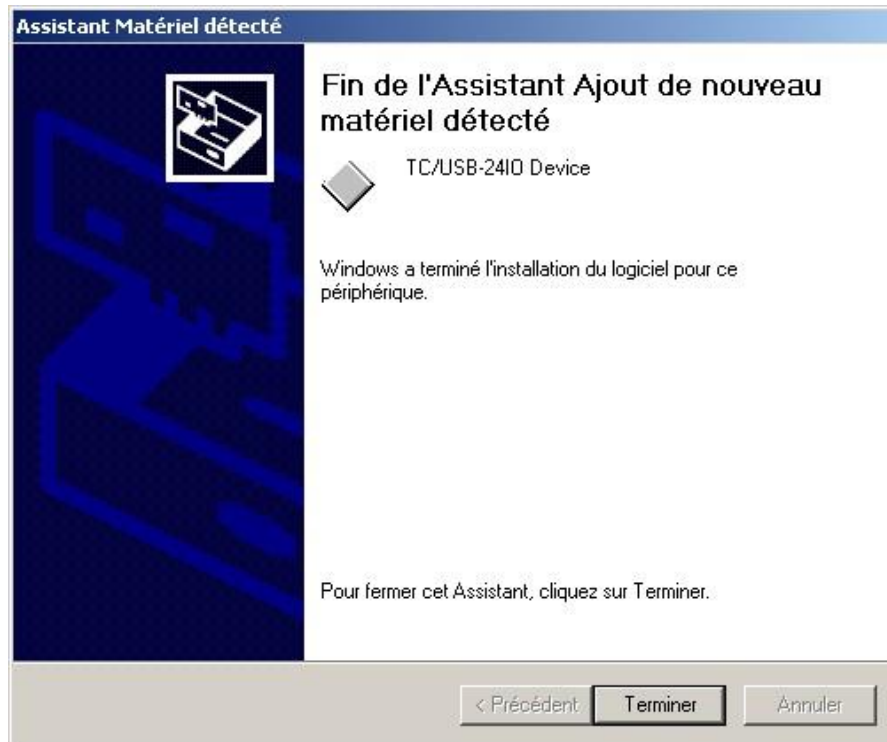 Assistant Matériel détecté
Fin de l'Assistant Ajout de nouveau
matériel détecté
TC/USB-24IO Device
Windows a terminé l'installation du logiciel pour ce
périphérique.
Pour fermer cet Assistant, cliquez sur Terminer.
< Précédent
Terminer
Annuler